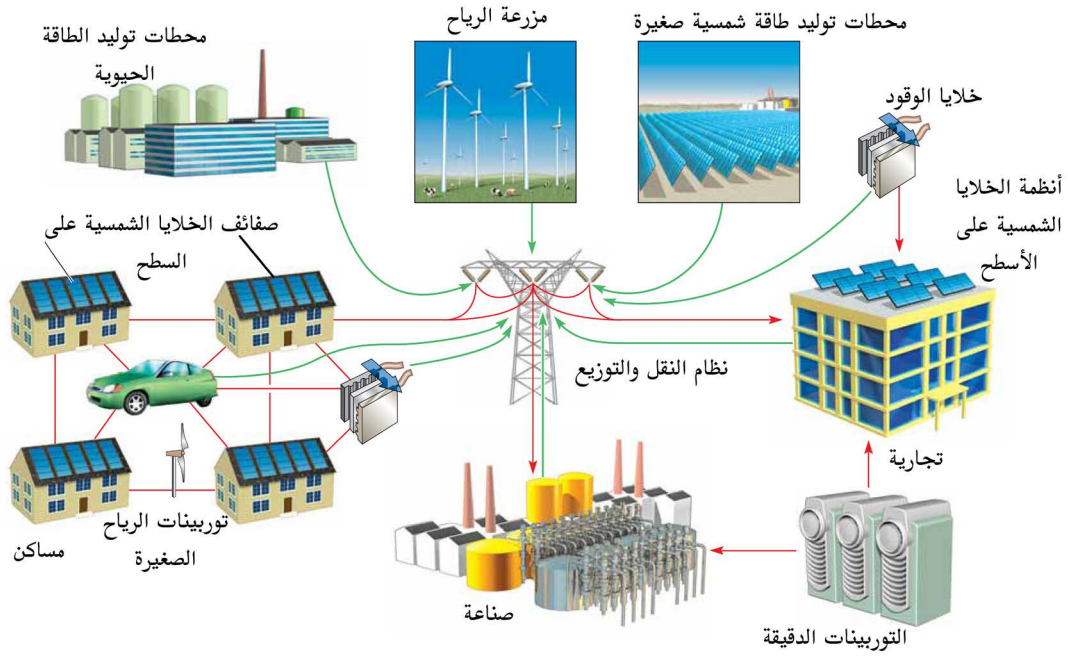 محطات توليد الطاقة
الحيوية
مزرعة الرياح
محطات توليد طاقة شمسية صغيرة
خلايا الوقود
أنظمة الخلايا
الشمسية على
الأسطح
صفائف الخلايا الشمسية على
السطح
نظام النقل والتوزيع
تجارية
توربينات الرياح
الصغيرة
مساكن
صناعة
التوربينات الدقيقة